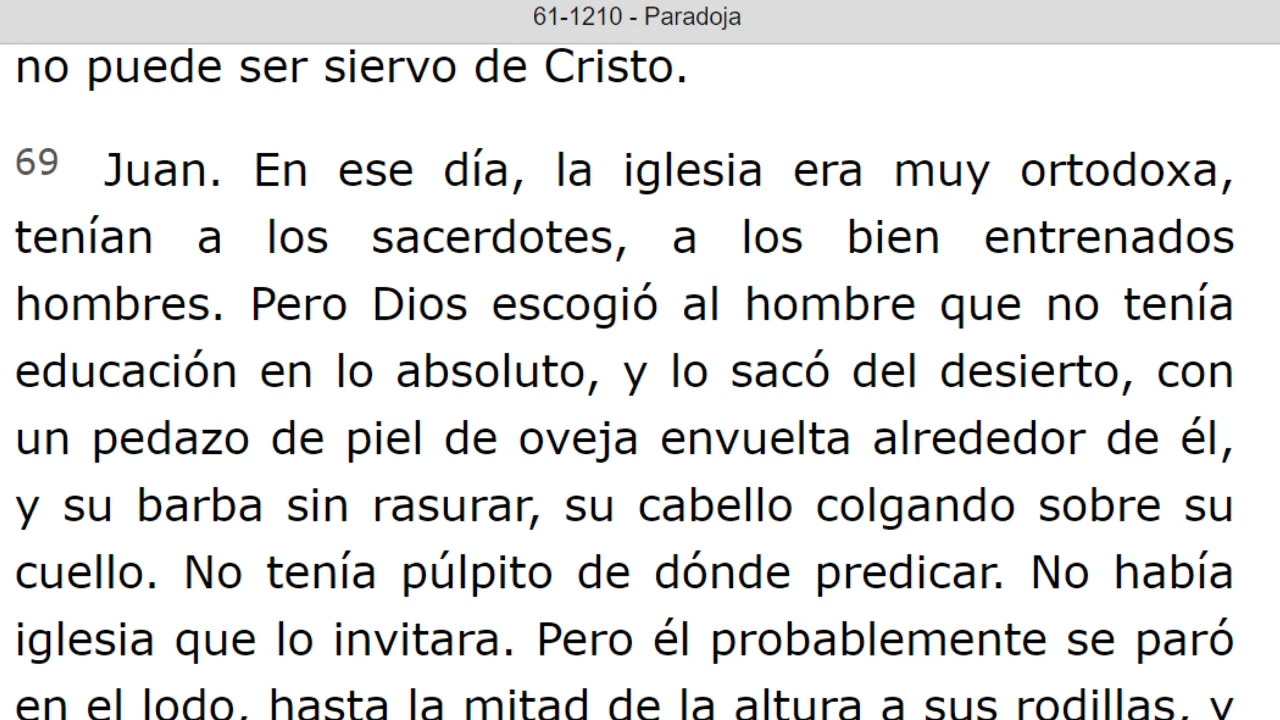 61-1210 - Paradoja
no puede ser siervo de Cristo.
69 Juan. En ese día, la iglesia era muy ortodoxa,
tenían a los sacerdotes, a los bien entrenados
hombres. Pero Dios escogió al hombre que no tenía
educación en lo absoluto, y lo sacó del desierto, con
un pedazo de piel de oveja envuelta alrededor de él,
y su barba sin rasurar, su cabello colgando sobre su
cuello. No tenía púlpito de dónde predicar. No había
iglesia que lo invitara. Pero él probablemente se paró
en el lodo, hasta la mitad de la altura a sus rodillas, y